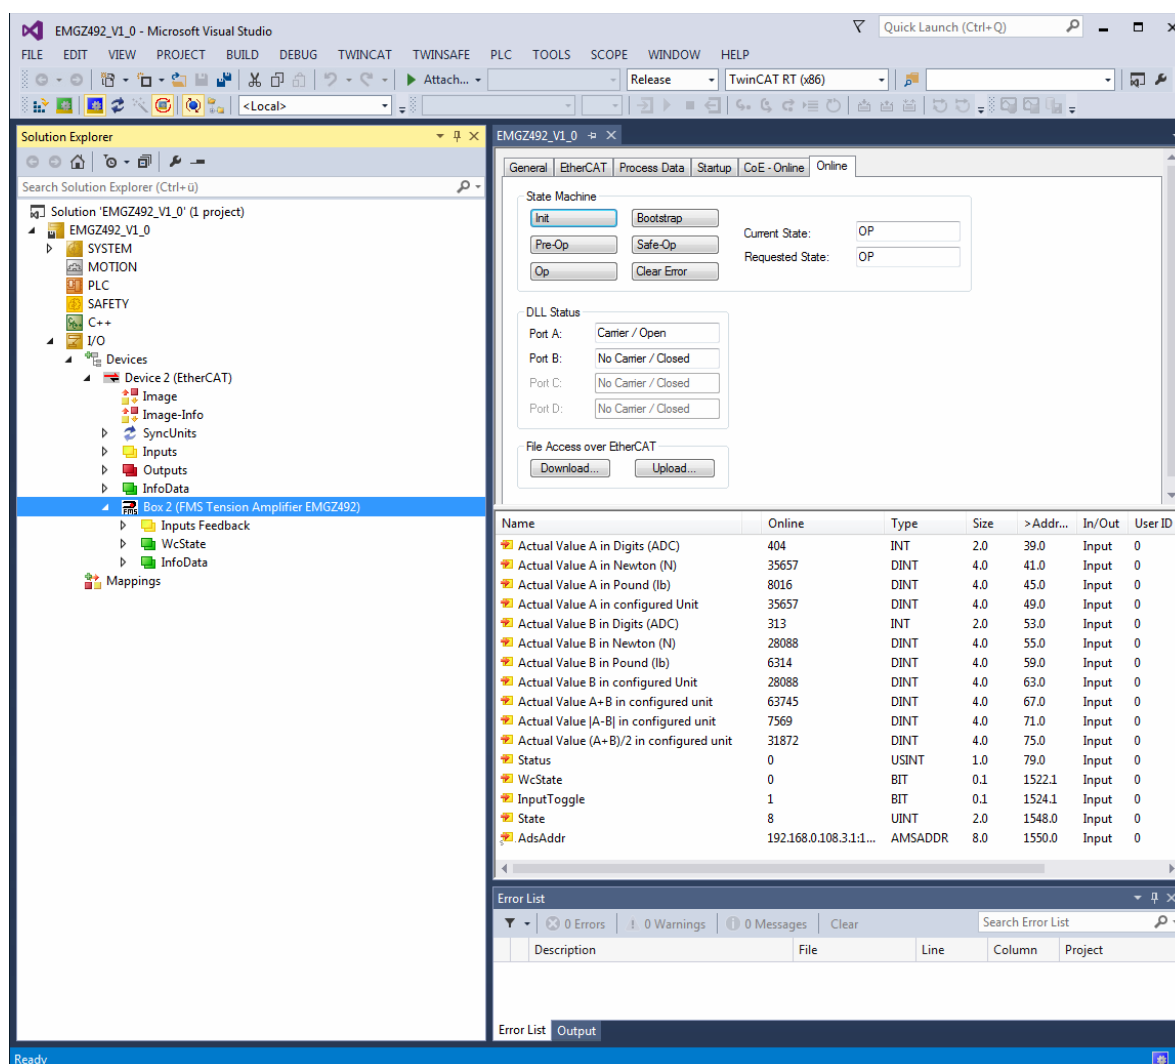 EMGZ492_V1_0 - Microsoft Visual Studio
Quick Launch (Ctrl+Q)
FILE EDIT VIEW PROJECT BUILD DEBUG TWINCAT TWINSAFE PLC TOOLS SCOPE WINDOW HELP
Attach... Release TwinCAT RT (x86)
<Local>
Solution Explorer
Search Solution Explorer (Ctrl+ü)
Solution 'EMGZ492_V1_0' (1 project)
EMGZ492_V1_0
SYSTEM
MOTION
PLC
SAFETY
C++
I/O
Devices
Device 2 (EtherCAT)
Image
Image-Info
SyncUnits
Inputs
Outputs
InfoData
Box 2 (FMS Tension Amplifier EMGZ492)
Inputs Feedback
WcState
InfoData
Mappings
EMGZ492_V1_0
General EtherCAT Process Data Startup CoE - Online Online
State Machine
Init Bootstrap
Pre-Op Safe-Op
Op Clear Error
Current State: OP
Requested State: OP
DLL Status
Port A: Carrier / Open
Port B: No Carrier / Closed
Port C: No Carrier / Closed
Port D: No Carrier / Closed
File Access over EtherCAT
Download... Upload...
Name Online Type Size >Addr... In/Out User ID
Actual Value A in Digits (ADC) 404 INT 2.0 39.0 Input 0
Actual Value A in Newton (N) 35657 DINT 4.0 41.0 Input 0
Actual Value A in Pound (lb) 8016 DINT 4.0 45.0 Input 0
Actual Value A in configured Unit 35657 DINT 4.0 49.0 Input 0
Actual Value B in Digits (ADC) 313 INT 2.0 53.0 Input 0
Actual Value B in Newton (N) 28088 DINT 4.0 55.0 Input 0
Actual Value B in Pound (lb) 6314 DINT 4.0 59.0 Input 0
Actual Value B in configured Unit 28088 DINT 4.0 63.0 Input 0
Actual Value A+B in configured unit 63745 DINT 4.0 67.0 Input 0
Actual Value |A-B| in configured unit 7569 DINT 4.0 71.0 Input 0
Actual Value (A+B)/2 in configured unit 31872 DINT 4.0 75.0 Input 0
Status 0 USINT 1.0 79.0 Input 0
WcState 0 BIT 0.1 1522.1 Input 0
InputToggle 1 BIT 0.1 1524.1 Input 0
State 8 UINT 2.0 1548.0 Input 0
AdsAddr 192.168.0.108.3.1:1... AMSADDR 8.0 1550.0 Input 0
Error List
0 Errors 0 Warnings 0 Messages Clear Search Error List
Description File Line Column Project
Error List Output
Ready